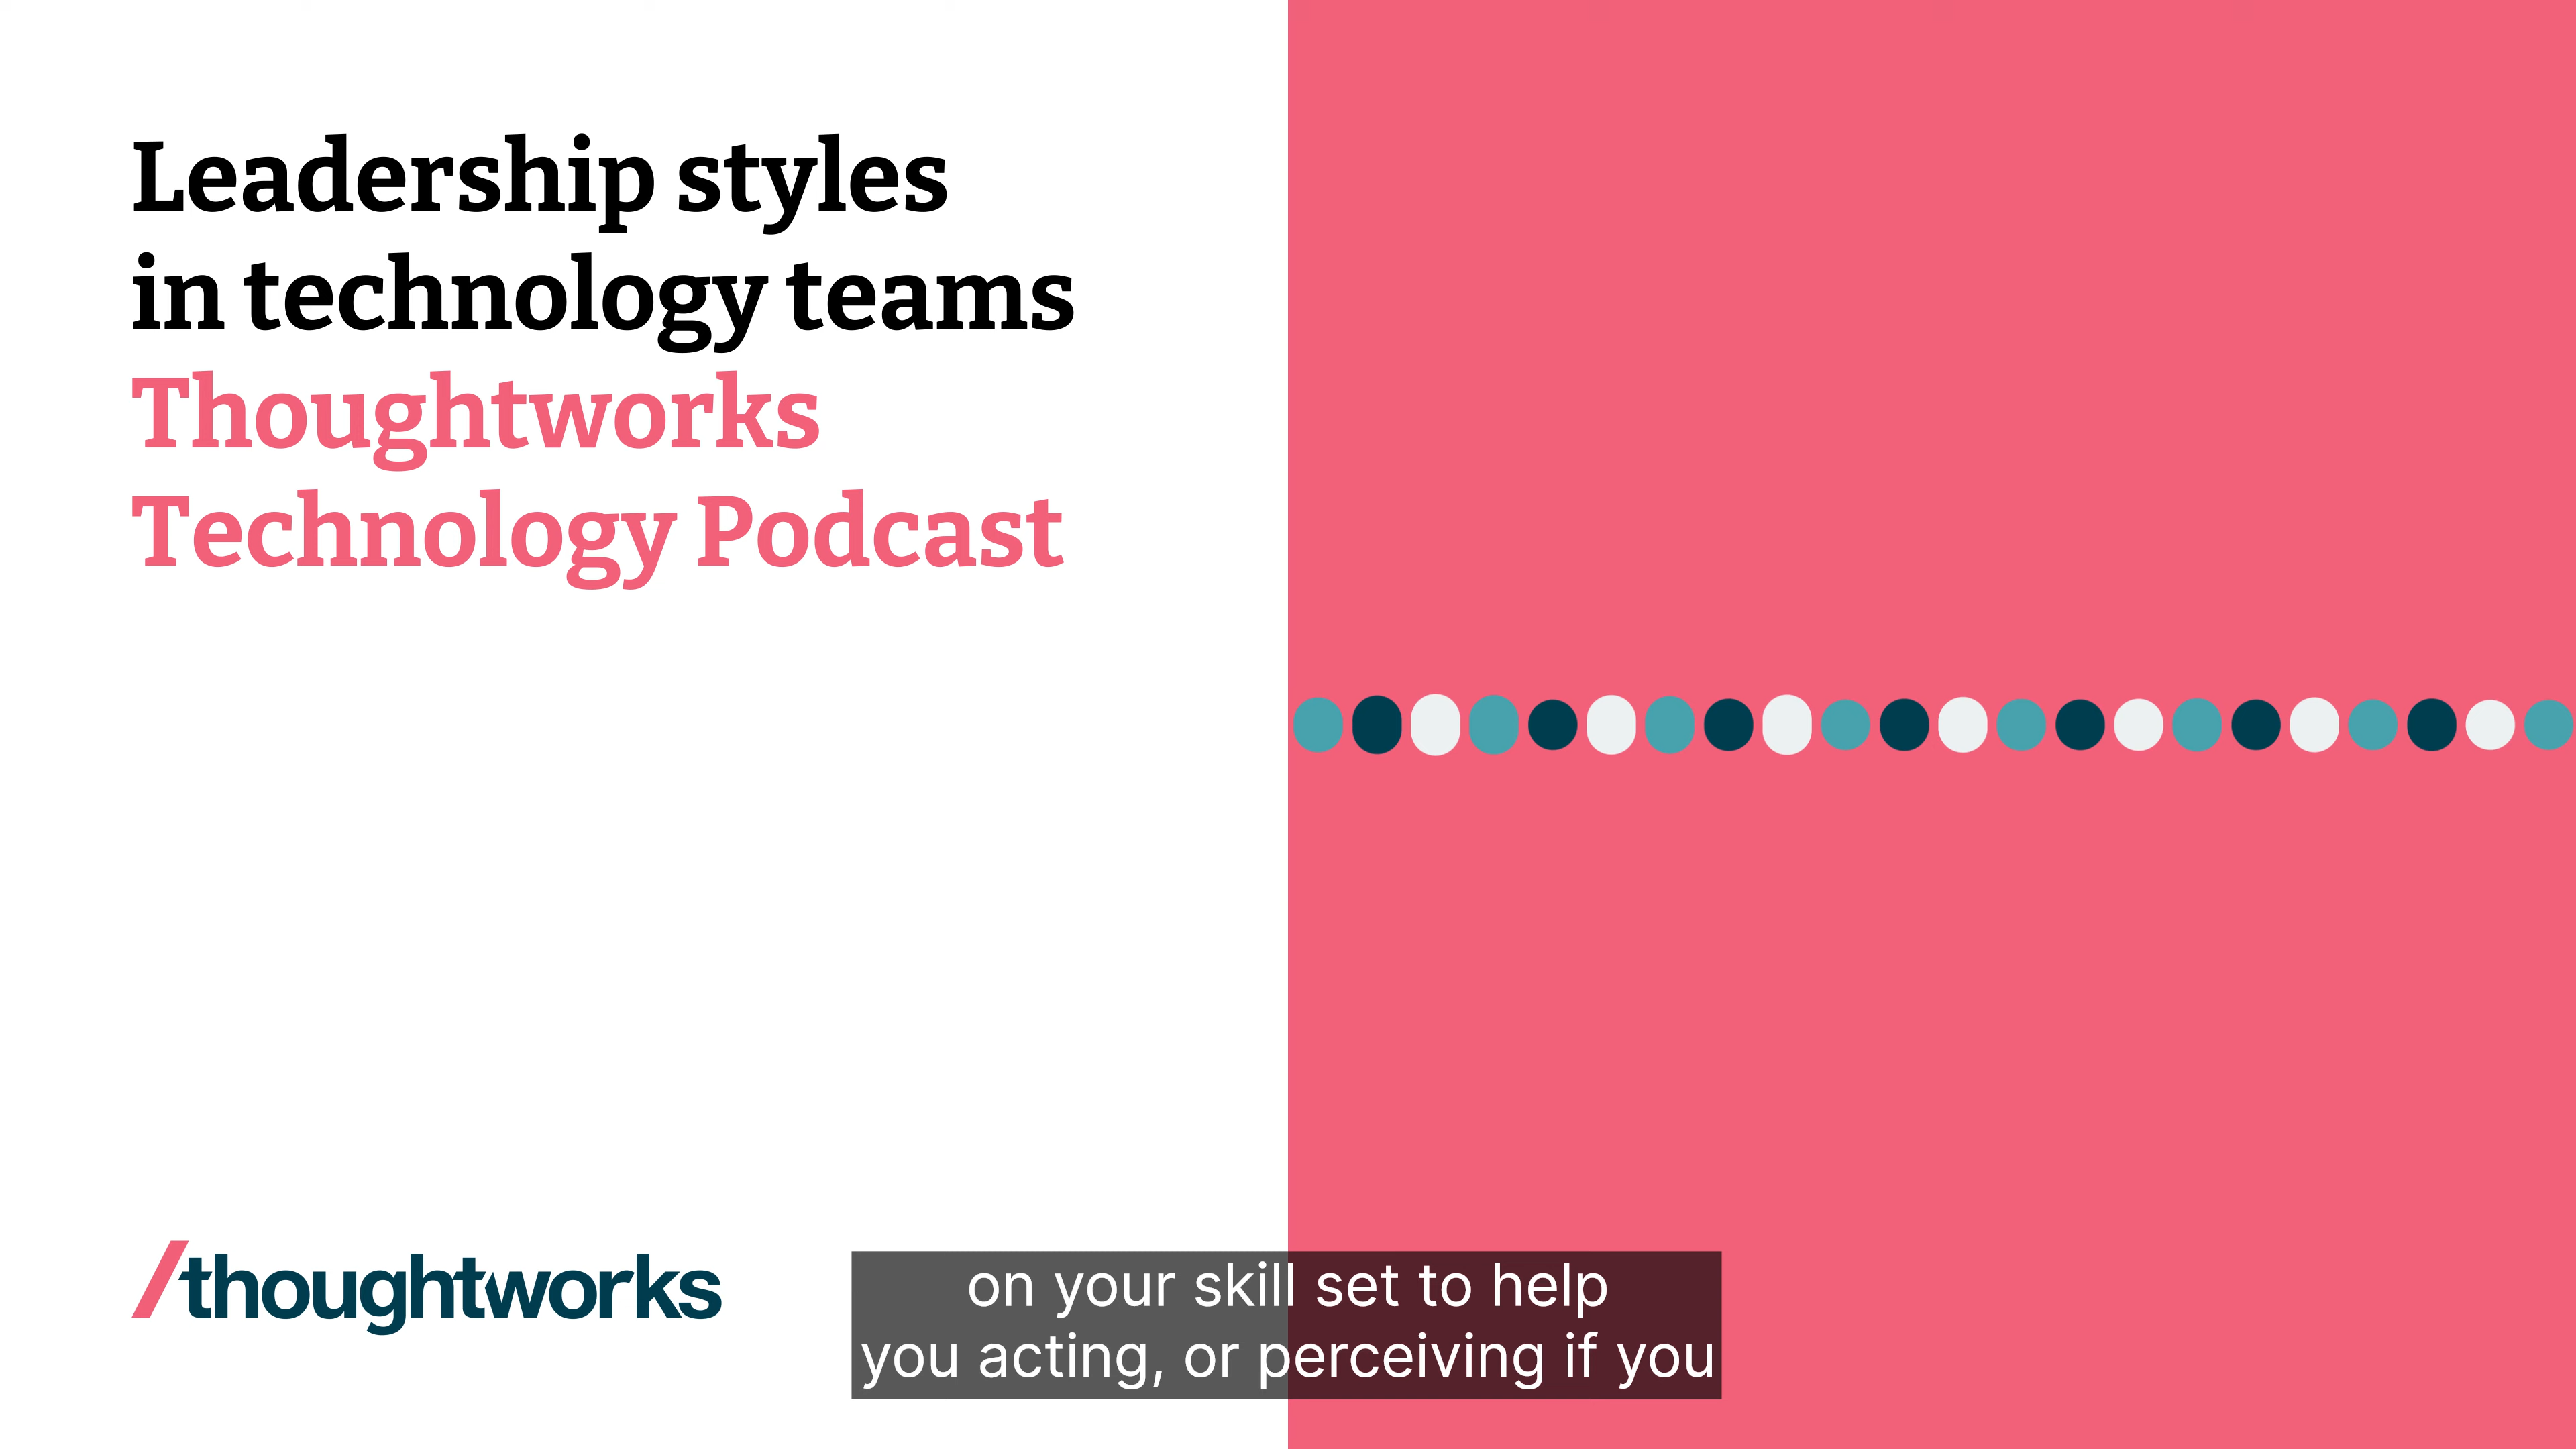 Leadership styles
in technology teams
Thoughtworks
Technology Podcast
/thoughtworks
on your skill set to help
you acting, or perceiving if you